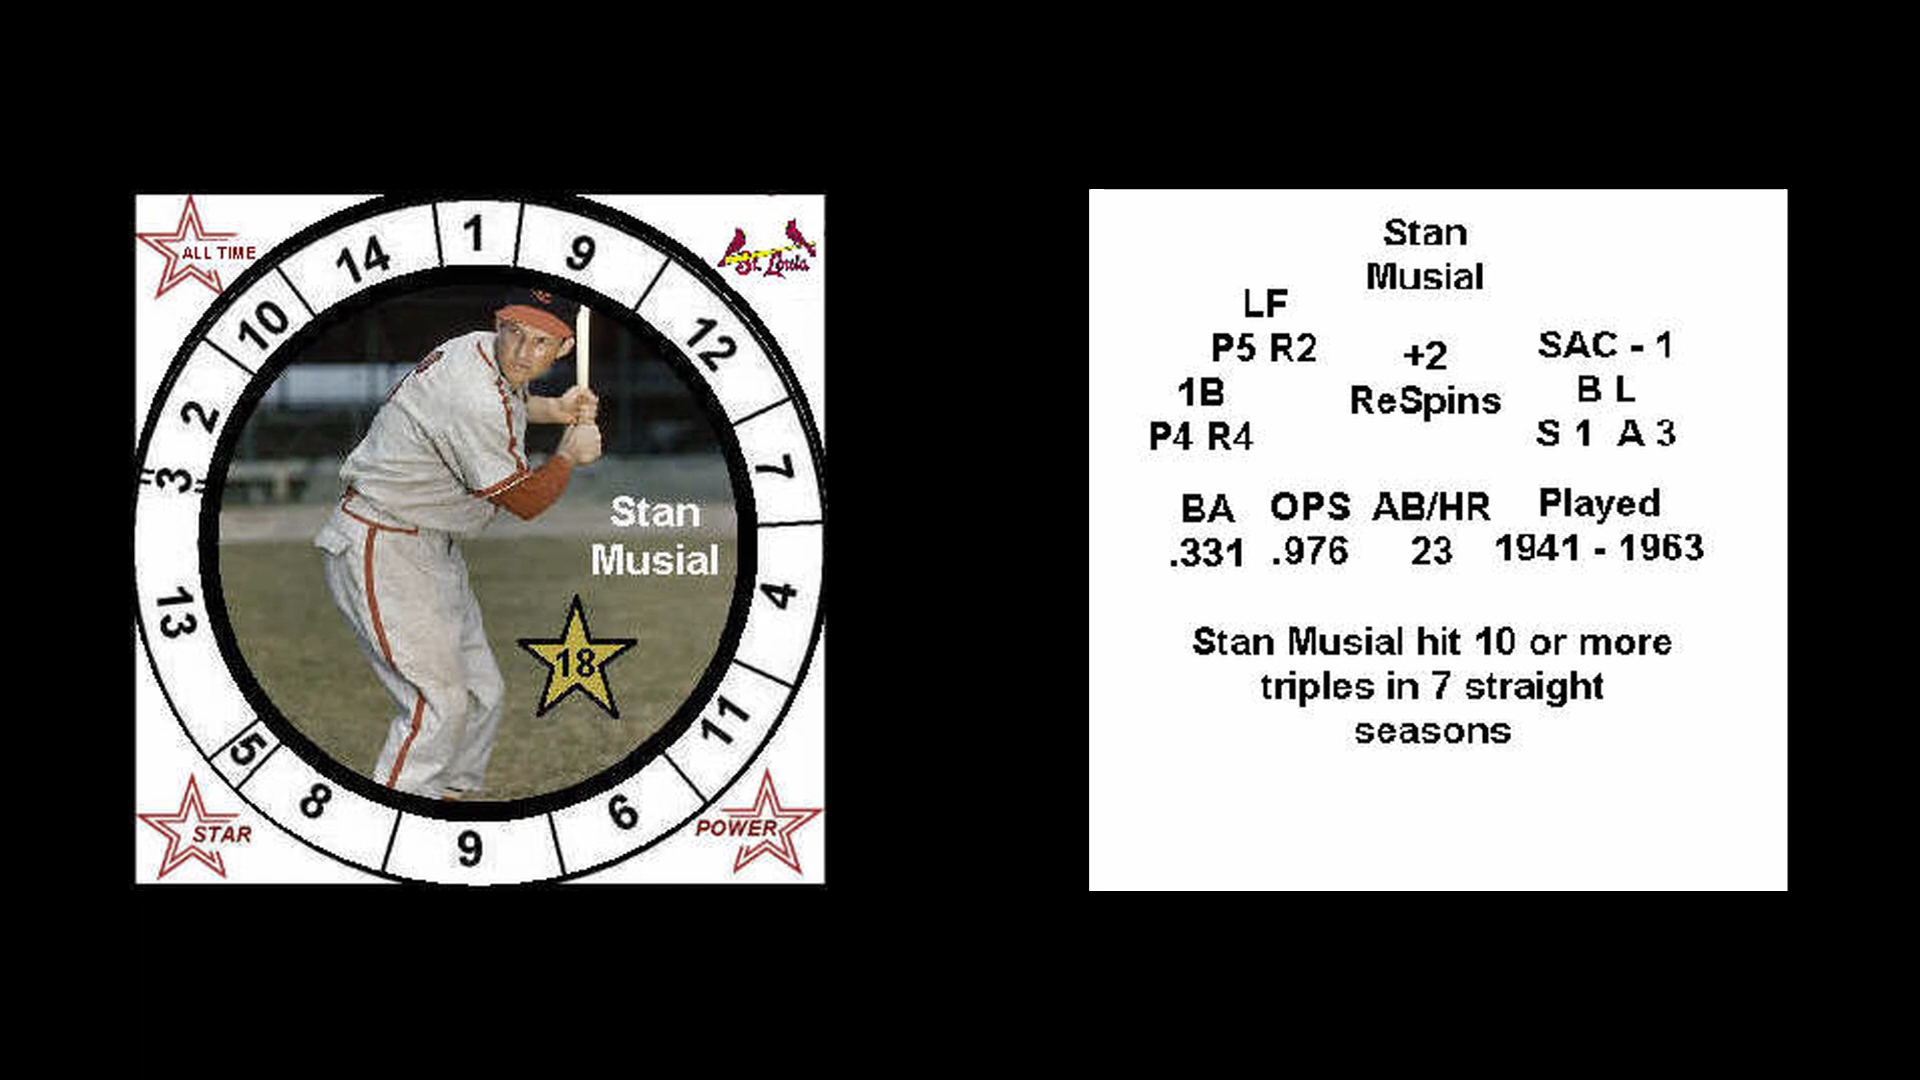 ALL TIME
St. Louis
1
9
12
7
4
11
6
9
8
5
13
3
2
10
14
Stan
Musial
18
STAR
POWER
Stan
Musial
LF
P5 R2
1B
P4 R4
+2
ReSpins
SAC - 1
B L
S 1 A 3
BA OPS AB/HR Played
.331 .976 23 1941 - 1963
Stan Musial hit 10 or more
triples in 7 straight
seasons